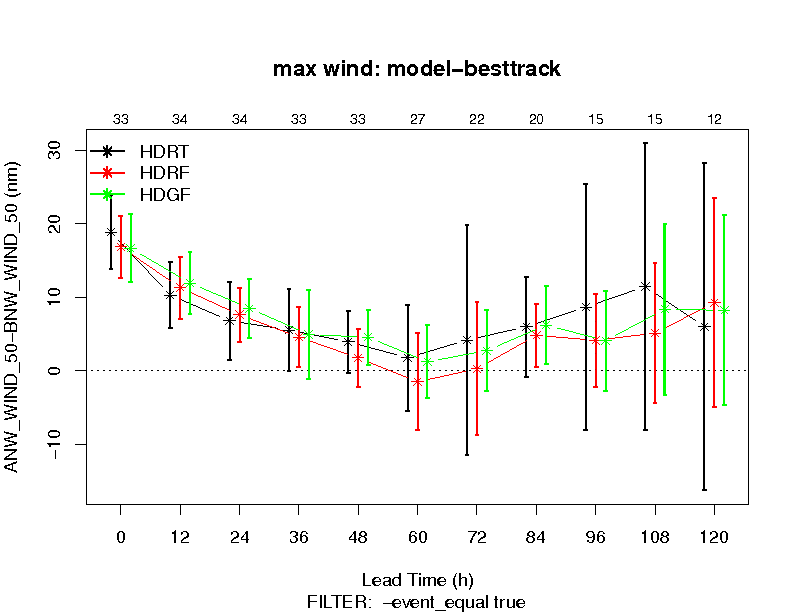 max wind: model-besttrack
33 34 34 33 33 27 22 20 15 15 12
HDRT
HDRF
HDGF
ANW_WIND_50-BNW_WIND_50 (nm)
30
20
10
0
-10
0 12 24 36 48 60 72 84 96 108 120
Lead Time (h)
FILTER: -event_equal true